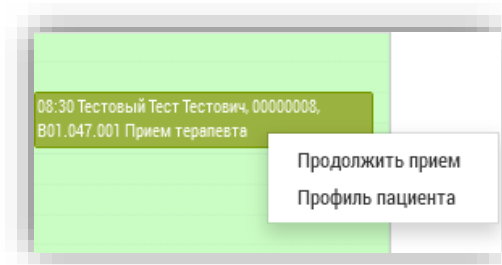 08:30 Тестовый Тест Тестович, 00000008,
B01.047.001 Прием терапевта
Продолжить прием
Профиль пациента